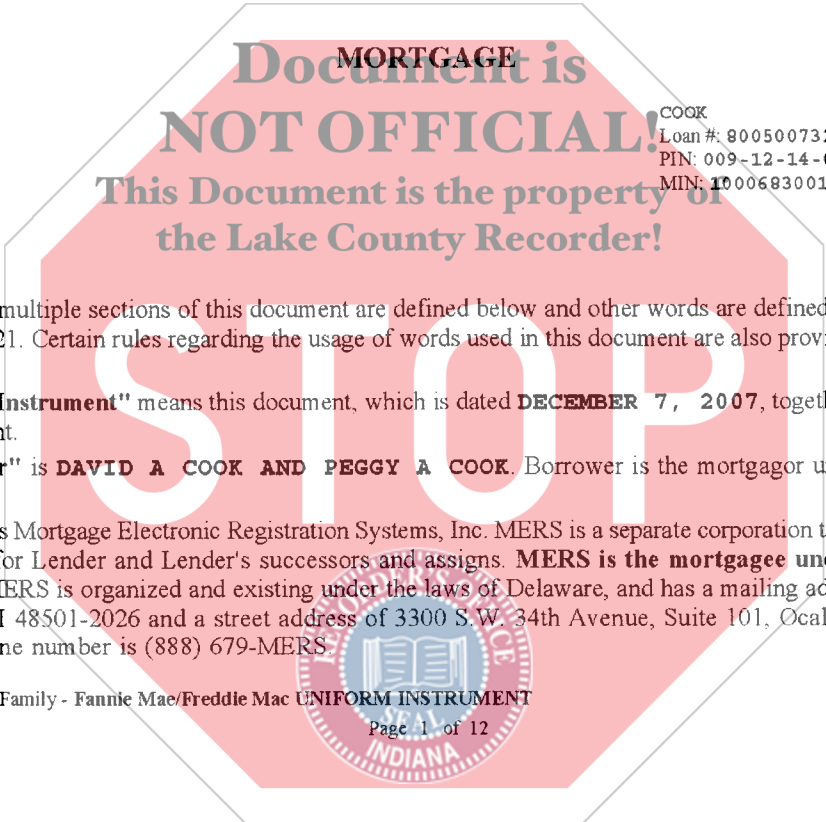 MORTGAGE
Document is
NOT OFFICIAL!
This Document is the property of
the Lake County Recorder!
COOK
Loan #: 800500732
PIN: 009-12-14-
MIN: 1000683001
multiple sections of this document are defined below and other words are defined
21. Certain rules regarding the usage of words used in this document are also provi
Instrument" means this document, which is dated DECEMBER 7, 2007, toget
nt.
r" is DAVID A COOK AND PEGGY A COOK. Borrower is the mortgagor u
STOP
s Mortgage Electronic Registration Systems, Inc. MERS is a separate corporation t
for Lender and Lender's successors and assigns. MERS is the mortgagee un
ERS is organized and existing under the laws of Delaware, and has a mailing ad
I 48501-2026 and a street address of 3300 S.W. 34th Avenue, Suite 101, Ocal
ne number is (888) 679-MERS.
Family - Fannie Mae/Freddie Mac UNIFORM INSTRUMENT
Page 1 of 12
RECORDER'S OFFICE
SEAL
INDIANA